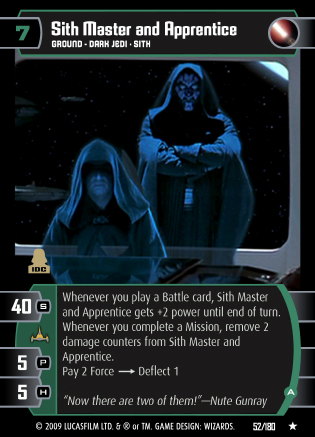 7 Sith Master and Apprentice
GROUND - DARK JEDI - SITH
IDC
40 S
5 P
5 H
Whenever you play a Battle card, Sith Master
and Apprentice gets +2 power until end of turn.
Whenever you complete a Mission, remove 2
damage counters from Sith Master and
Apprentice.
Pay 2 Force → Deflect 1
“Now there are two of them!”—Nute Gunray
A
© 2009 LUCASFILM LTD. & ® or TM. GAME DESIGN: WIZARDS. 52/180 ★